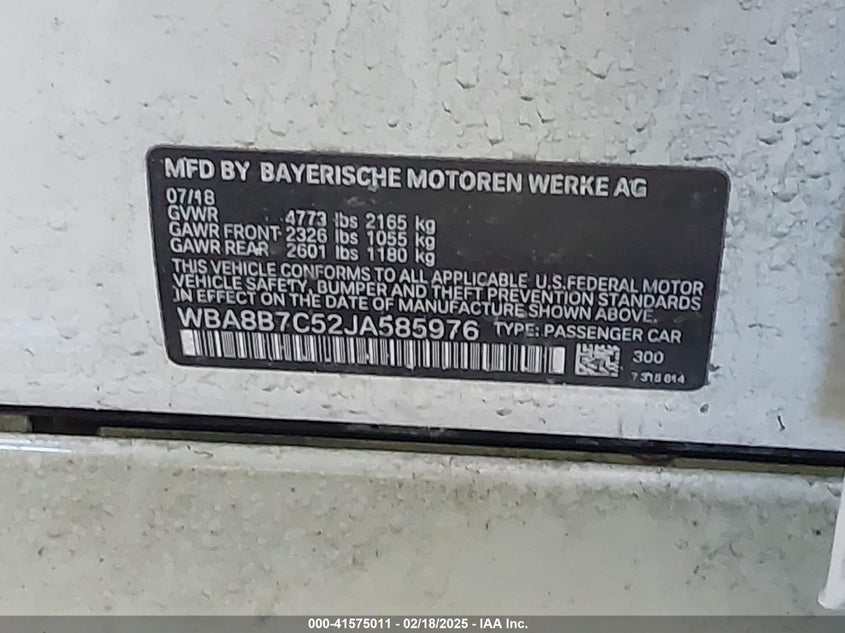 MFD BY BAYERISCHE MOTOREN WERKE AG
07/18
GVWR 4773 lbs 2165 kg
GAWR FRONT 2326 lbs 1055 kg
GAWR REAR 2601 lbs 1180 kg
THIS VEHICLE CONFORMS TO ALL APPLICABLE U.S.FEDERAL MOTOR
VEHICLE SAFETY, BUMPER AND THEFT PREVENTION STANDARDS
IN EFFECT ON THE DATE OF MANUFACTURE SHOWN ABOVE.
WBA8B7C52JA585976 TYPE: PASSENGER CAR
300
000-41575011 - 02/18/2025 - IAA Inc.